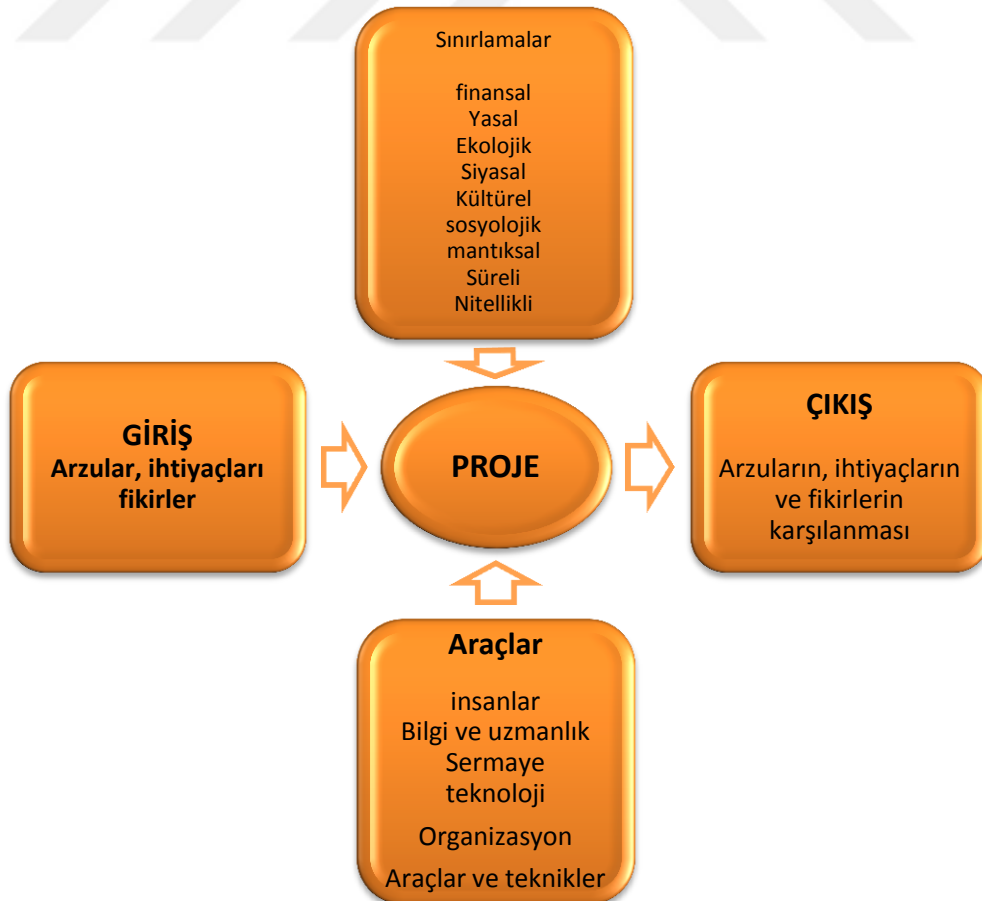 Sınırlamalar
finansal
Yasal
Ekolojik
Siyasal
Kültürel
sosyolojik
mantıksal
Süreli
Nitellikli
GİRİŞ
Arzular, ihtiyaçları
fikirler
PROJE
ÇIKIŞ
Arzuların, ihtiyaçların
ve fikirlerin
karşılanması
Araçlar
insanlar
Bilgi ve uzmanlık
Sermaye
teknoloji
Organizasyon
Araçlar ve teknikler